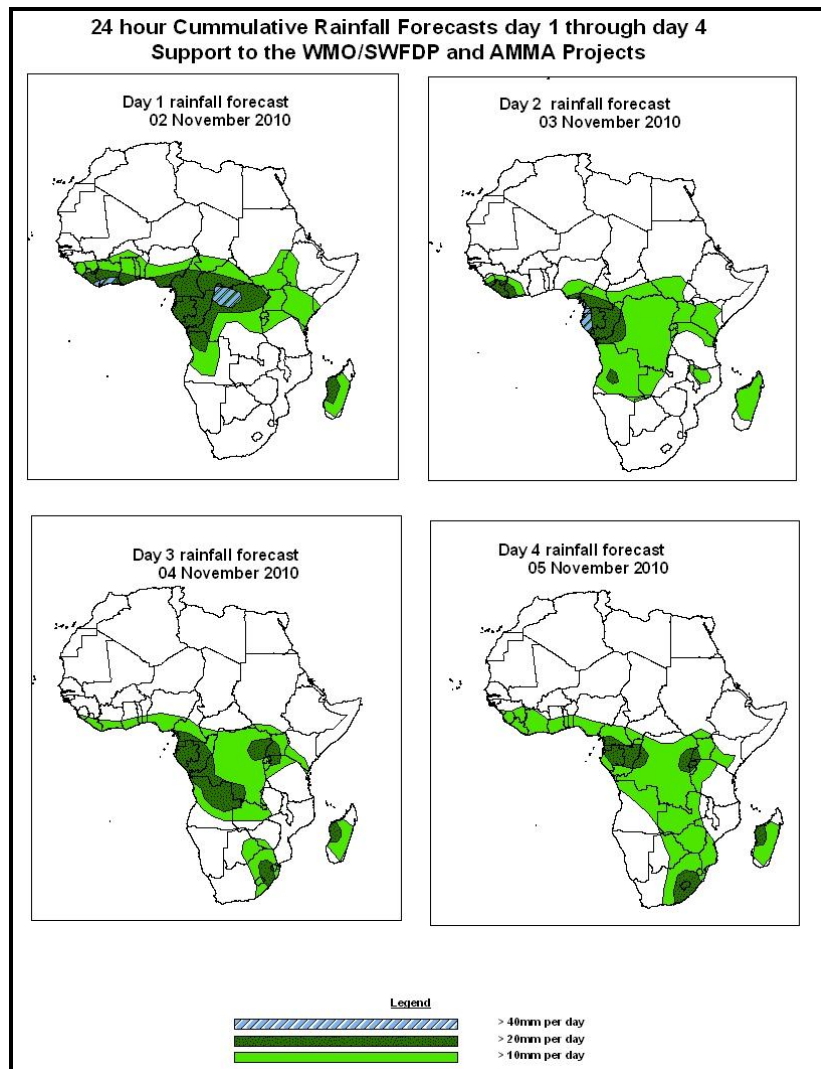 24 hour Cummulative Rainfall Forecasts day 1 through day 4
Support to the WMO/SWFDP and AMMA Projects
Day 1 rainfall forecast
02 November 2010
Day 2 rainfall forecast
03 November 2010
Day 3 rainfall forecast
04 November 2010
Day 4 rainfall forecast
05 November 2010
Legend
> 40mm per day
> 20mm per day
> 10mm per day